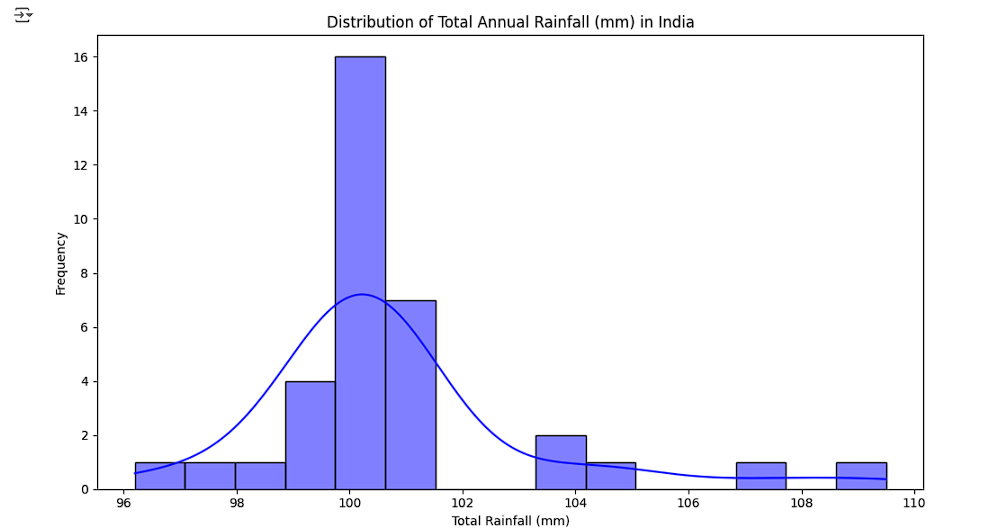 Distribution of Total Annual Rainfall (mm) in India
16
14
12
10
8
6
4
2
0
Frequency
96 98 100 102 104 106 108 110
Total Rainfall (mm)